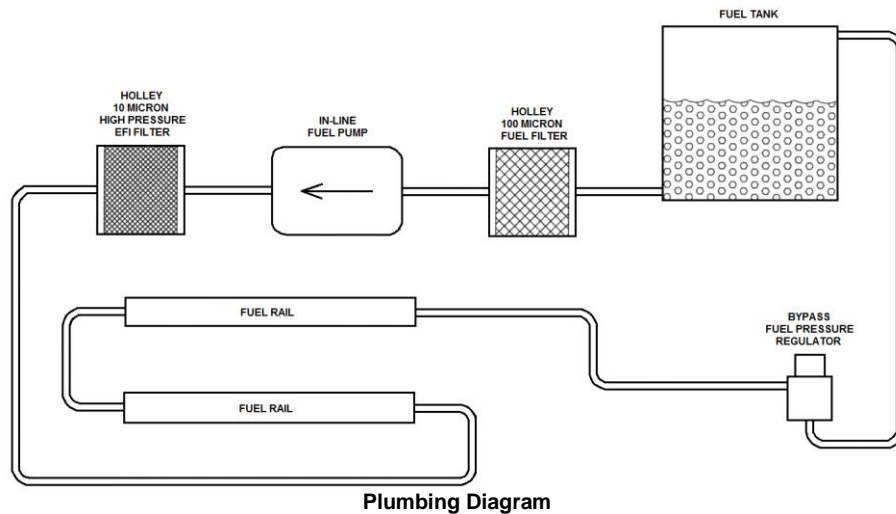 FUEL TANK
HOLLEY
10 MICRON
HIGH PRESSURE
EFI FILTER
IN-LINE
FUEL PUMP
HOLLEY
100 MICRON
FUEL FILTER
FUEL RAIL
BYPASS
FUEL PRESSURE
REGULATOR
FUEL RAIL
Plumbing Diagram